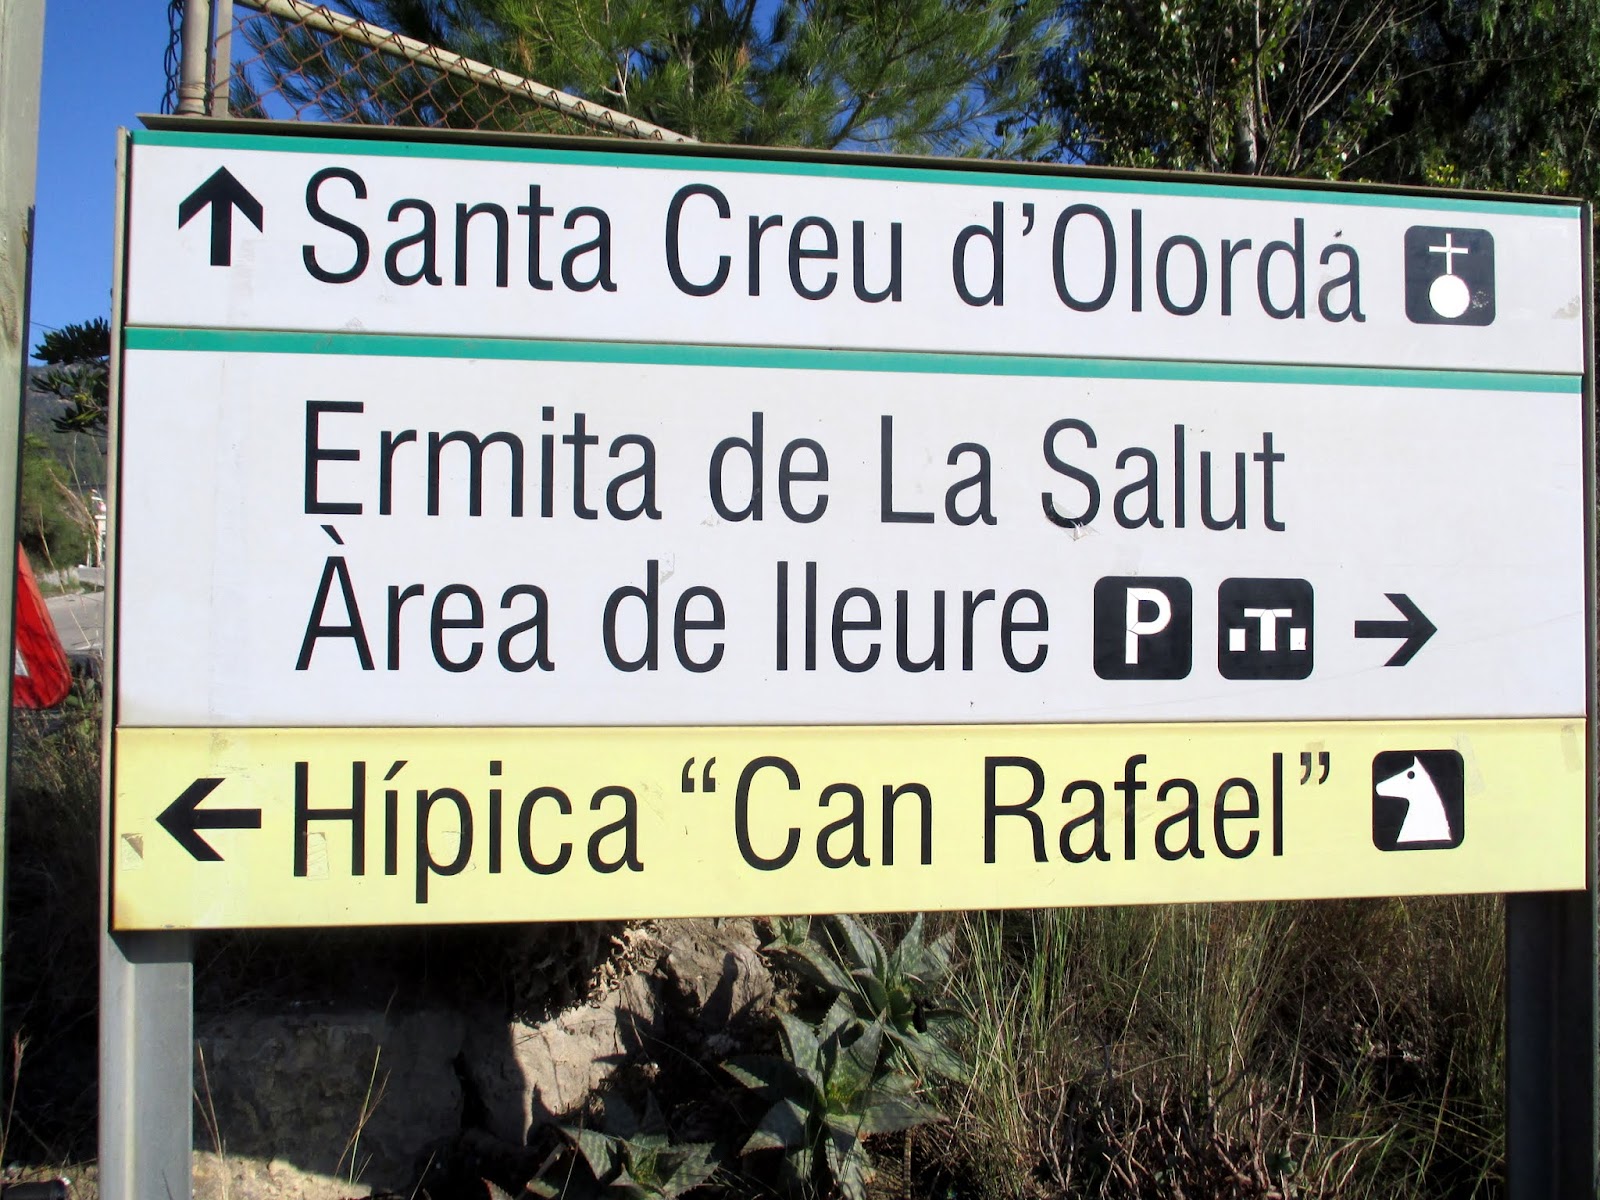 Santa Creu d'Olorda
Ermita de La Salut
Àrea de lleure P
Hípica “Can Rafael”